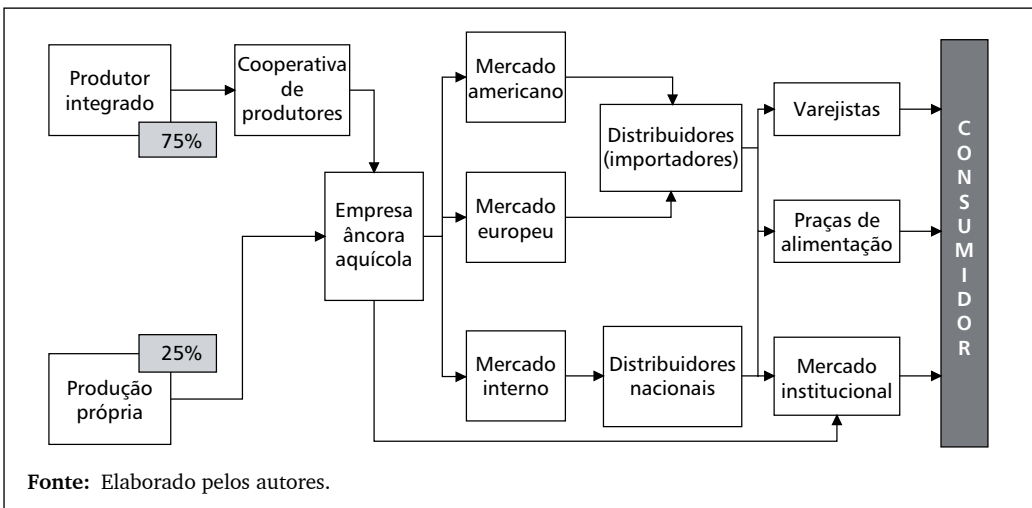 Produtor
integrado
75%
Cooperativa
de
produtores
Mercado
americano
Distribuidores
(importadores)
Varejistas
Empresa
âncora
aquícola
Mercado
europeu
Praças de
alimentação
25%
Produção
própria
Mercado
interno
Distribuidores
nacionais
Mercado
institucional
CONSUMIDOR
Fonte: Elaborado pelos autores.